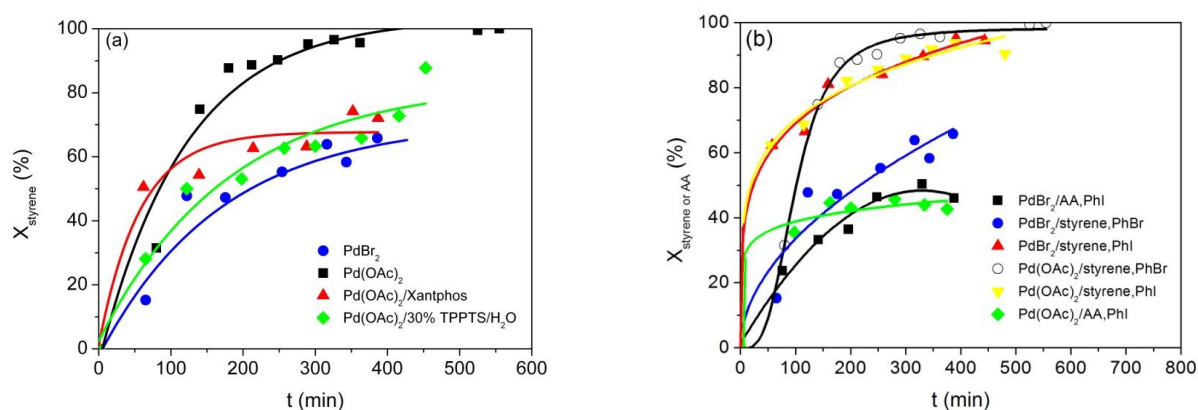 (a)
X styrene (%)
100
80
60
40
20
0
0 100 200 300 400 500 600
t (min)
PdBr₂
Pd(OAc)₂
Pd(OAc)₂/Xantphos
Pd(OAc)₂/30% TPPTS/H₂O
(b)
X styrene or AA (%)
100
80
60
40
20
0
0 100 200 300 400 500 600 700 800
t (min)
PdBr₂/AA,PhI
PdBr₂/styrene,PhBr
PdBr₂/styrene,PhI
Pd(OAc)₂/styrene,PhBr
Pd(OAc)₂/styrene,PhI
Pd(OAc)₂/AA,PhI